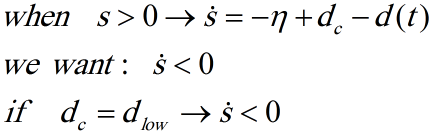 when s > 0 → ṡ = −η + d_c − d(t)
we want : ṡ < 0
if d_c = d_low → ṡ < 0